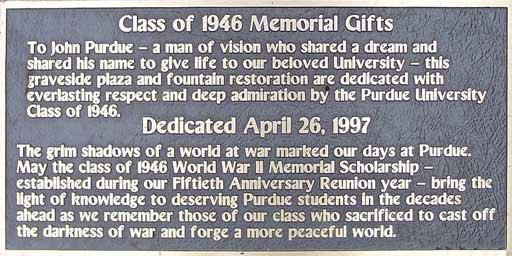 Class of 1946 Memorial Gifts
To John Purdue – a man of vision who shared a dream and
shared his name to give life to our beloved University – this
graveside plaza and fountain restoration are dedicated with
everlasting respect and deep admiration by the Purdue University
Class of 1946.
Dedicated April 26, 1997
The grim shadows of a world at war marked our days at Purdue.
May the class of 1946 World War II Memorial Scholarship –
established during our Fiftieth Anniversary Reunion year – bring the
light of knowledge to deserving Purdue students in the decades
ahead as we remember those of our class who sacrificed to cast off
the darkness of war and forge a more peaceful world.